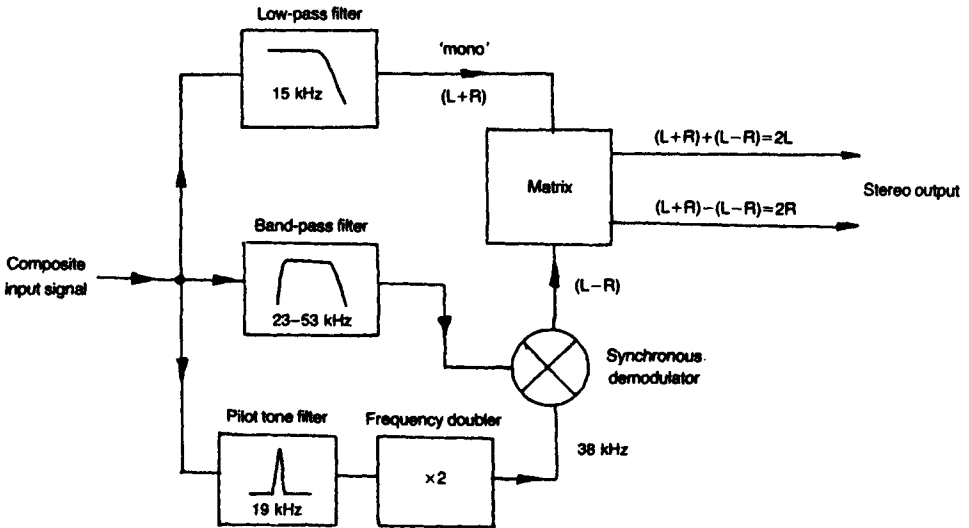 Low-pass filter
15 kHz
'mono'
(L+R)
Matrix
(L+R)+(L−R)=2L
(L+R)−(L−R)=2R
Stereo output
Composite
input signal
Band-pass filter
23–53 kHz
(L−R)
Synchronous
demodulator
Pilot tone filter
19 kHz
Frequency doubler
×2
38 kHz